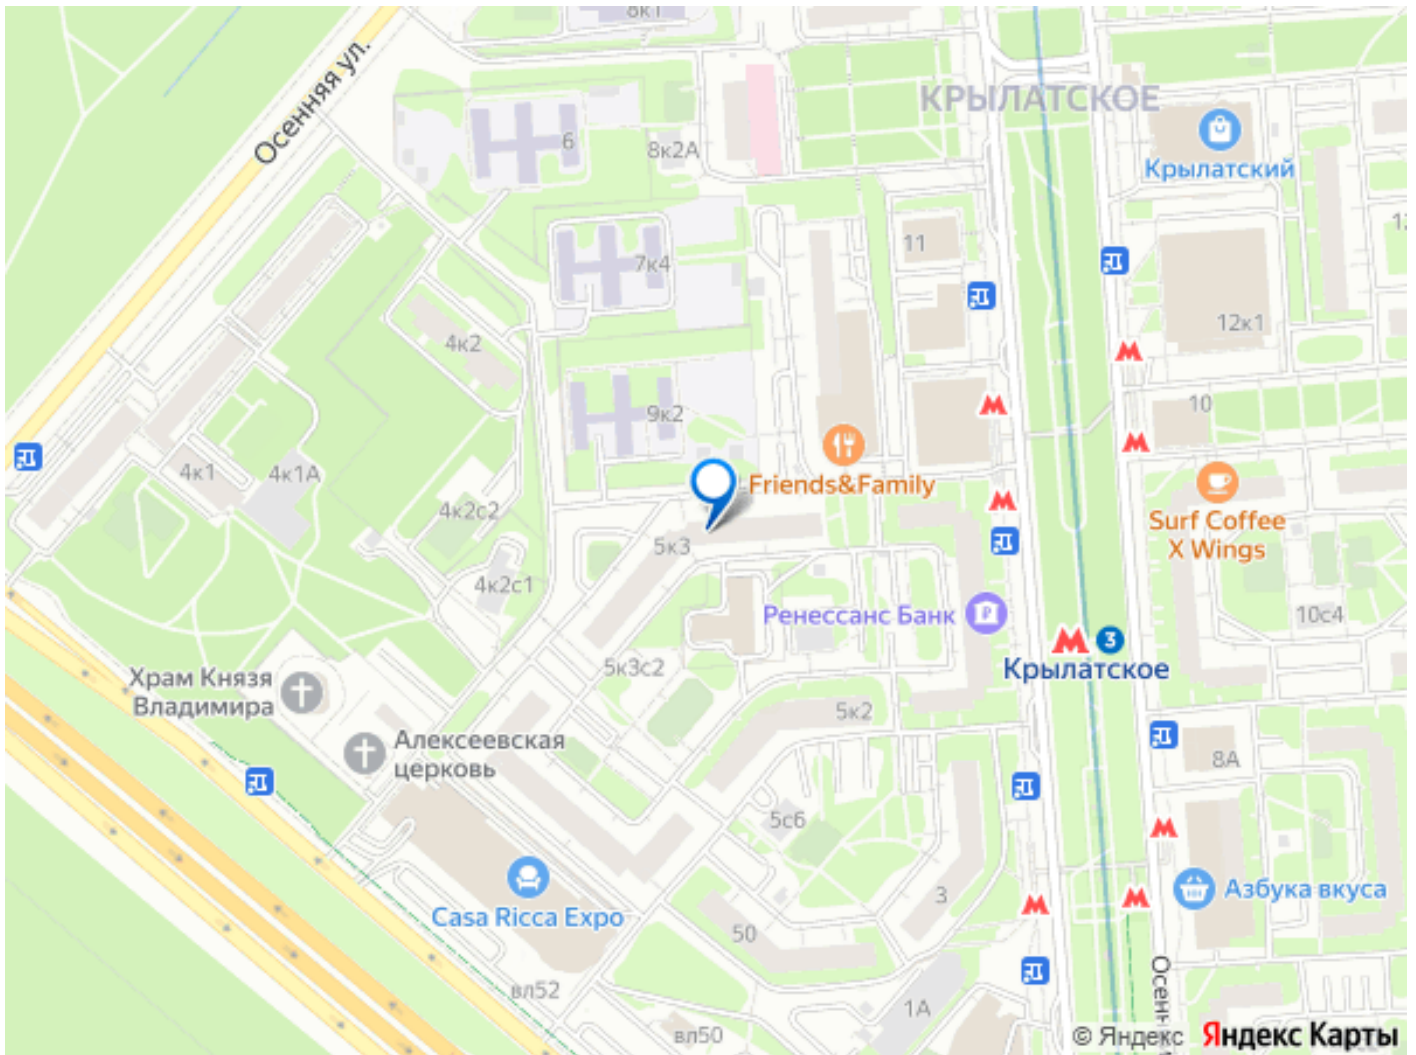 8к1
Осенняя ул.
КРЫЛАТСКОЕ
6
8к2А
Крылатский
11
7к4
12к1
4к2
10
9к2
4к1
4к1А
Friends&Family
4к2с2
Surf Coffee
X Wings
5к3
4к2с1
Ренессанс Банк
10с4
3
Крылатское
5к3с2
Храм Князя
Владимира
5к2
Алексеевская
церковь
8А
5с6
Азбука вкуса
3
Casa Ricca Expo
50
вл52
1А
вл50
© Яндекс
Яндекс Карты